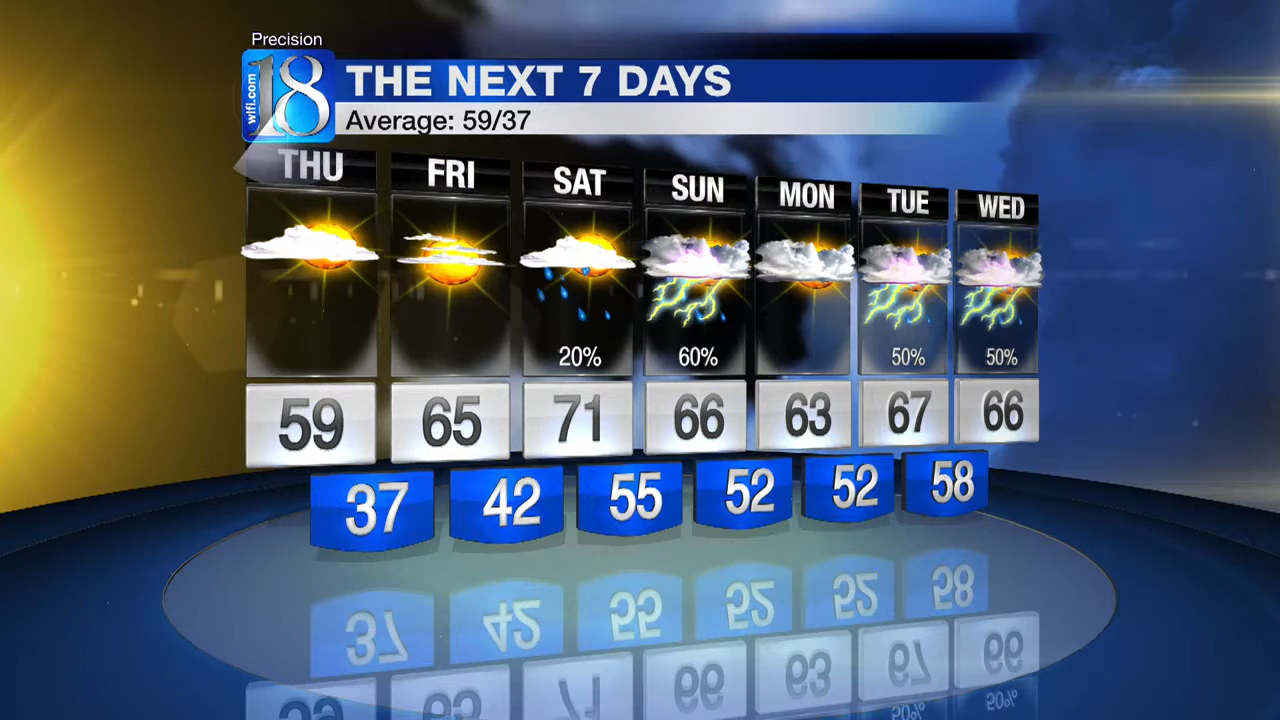 Precision
wlfi.com
18
THE NEXT 7 DAYS
Average: 59/37
THU FRI SAT SUN MON TUE WED
20% 60% 50% 50%
59 65 71 66 63 67 66
37 42 55 52 52 58